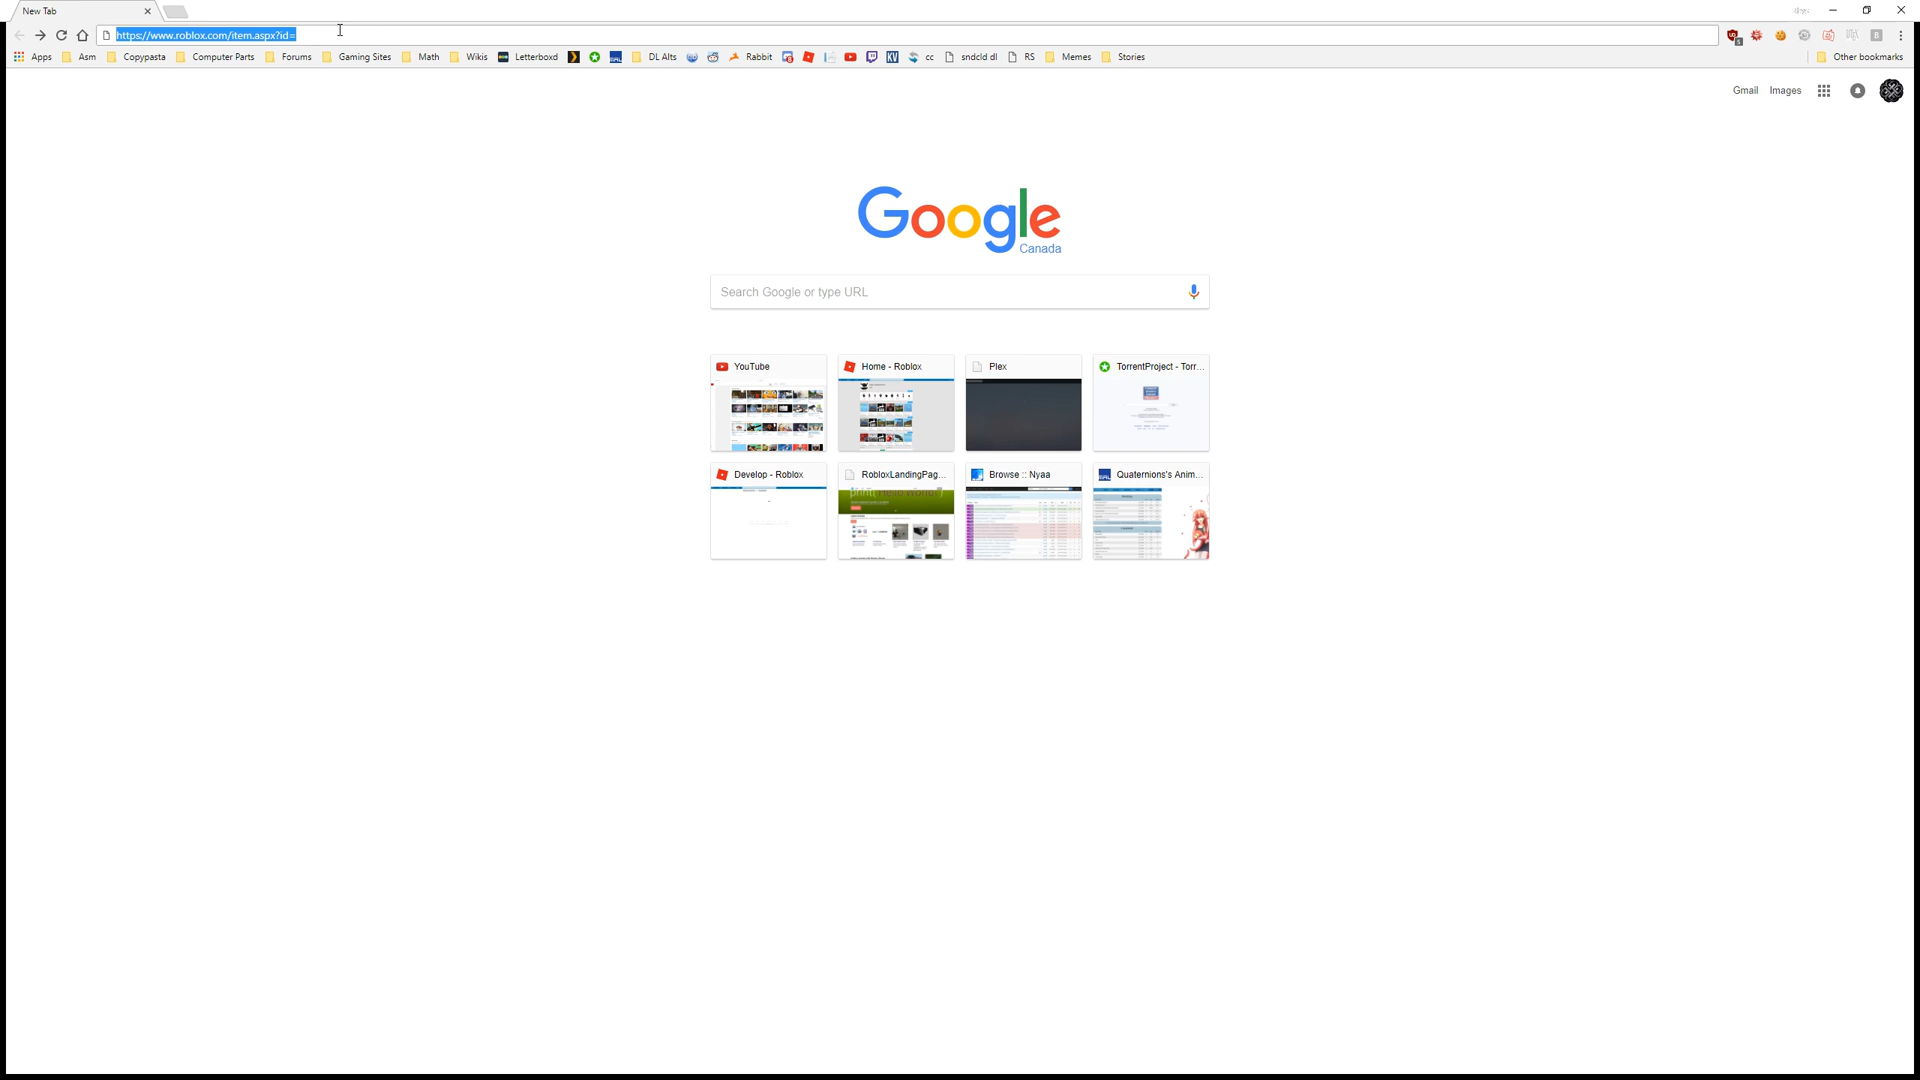 New Tab
https://www.roblox.com/item.aspx?id=
Apps Asm Copypasta Computer Parts Forums Gaming Sites Math Wikis Letterboxd DL Alts Rabbit KV cc sndcld dl RS Memes Stories Other bookmarks
Gmail Images
Google
Canada
Search Google or type URL
YouTube Home - Roblox Plex TorrentProject - Torr...
Develop - Roblox RobloxLandingPag... Browse :: Nyaa Quaternions's Anim...